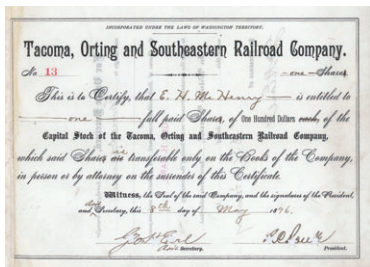 INCORPORATED UNDER THE LAWS OF WASHINGTON TERRITORY.
Tacoma, Orting and Southeastern Railroad Company.
No 13 one Shares
This is to Certify, that E. H. McHenry is entitled to
one full paid Shares, of One Hundred Dollars each, of the
Capital Stock of the Tacoma, Orting and Southeastern Railroad Company,
which said Shares are transferable only on the Books of the Company,
in person or by attorney on the surrender of this Certificate.
Witness, the Seal of the said Company, and the signatures of the President,
and Secretary, this 8th day of May 1896.
Secretary. President.